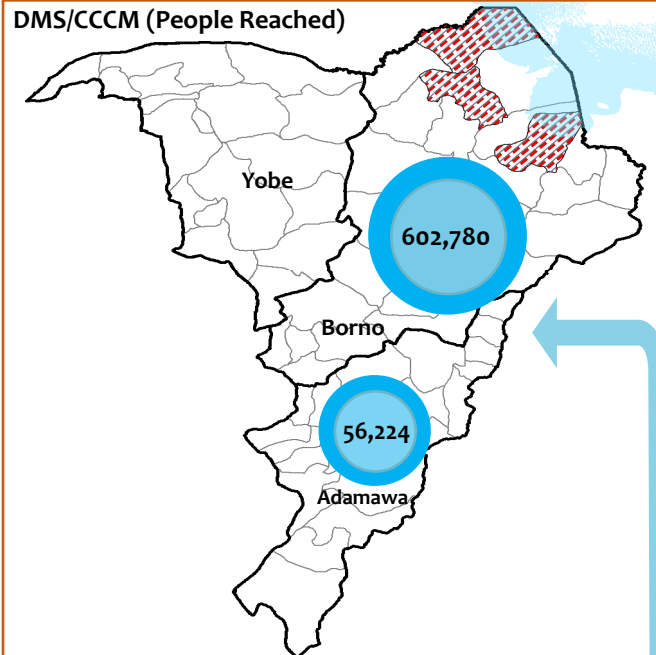 DMS/CCCM (People Reached)
Yobe
602,780
Borno
56,224
Adamawa